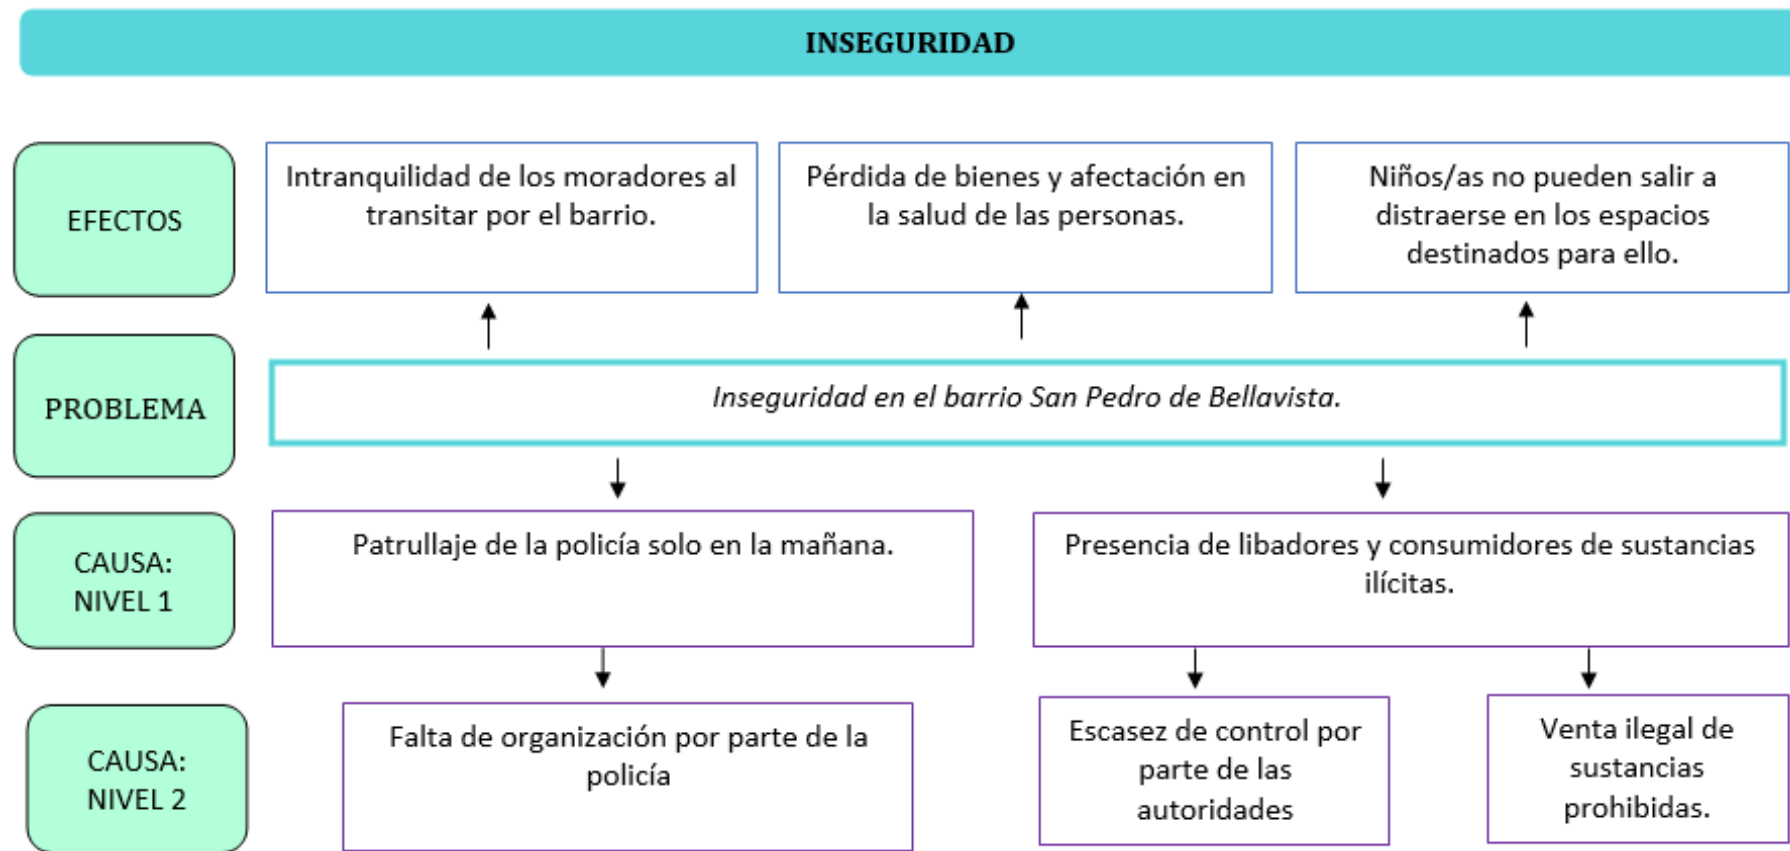 INSEGURIDAD
EFECTOS
Intranquilidad de los moradores al
transitar por el barrio.
Pérdida de bienes y afectación en
la salud de las personas.
Niños/as no pueden salir a
distraerse en los espacios
destinados para ello.
PROBLEMA
Inseguridad en el barrio San Pedro de Bellavista.
CAUSA:
NIVEL 1
Patrullaje de la policía solo en la mañana.
Presencia de libadores y consumidores de sustancias
ilícitas.
CAUSA:
NIVEL 2
Falta de organización por parte de la
policía
Escasez de control por
parte de las
autoridades
Venta ilegal de
sustancias
prohibidas.